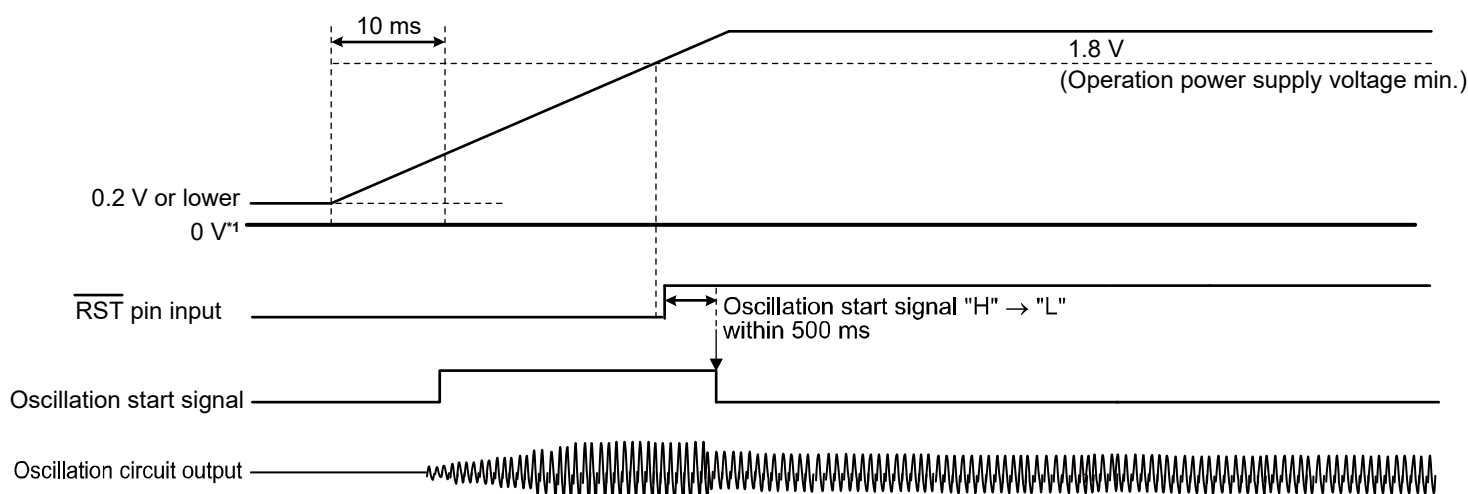 10 ms
1.8 V
(Operation power supply voltage min.)
0.2 V or lower
0 V*1
RST pin input
Oscillation start signal "H" → "L"
within 500 ms
Oscillation start signal
Oscillation circuit output